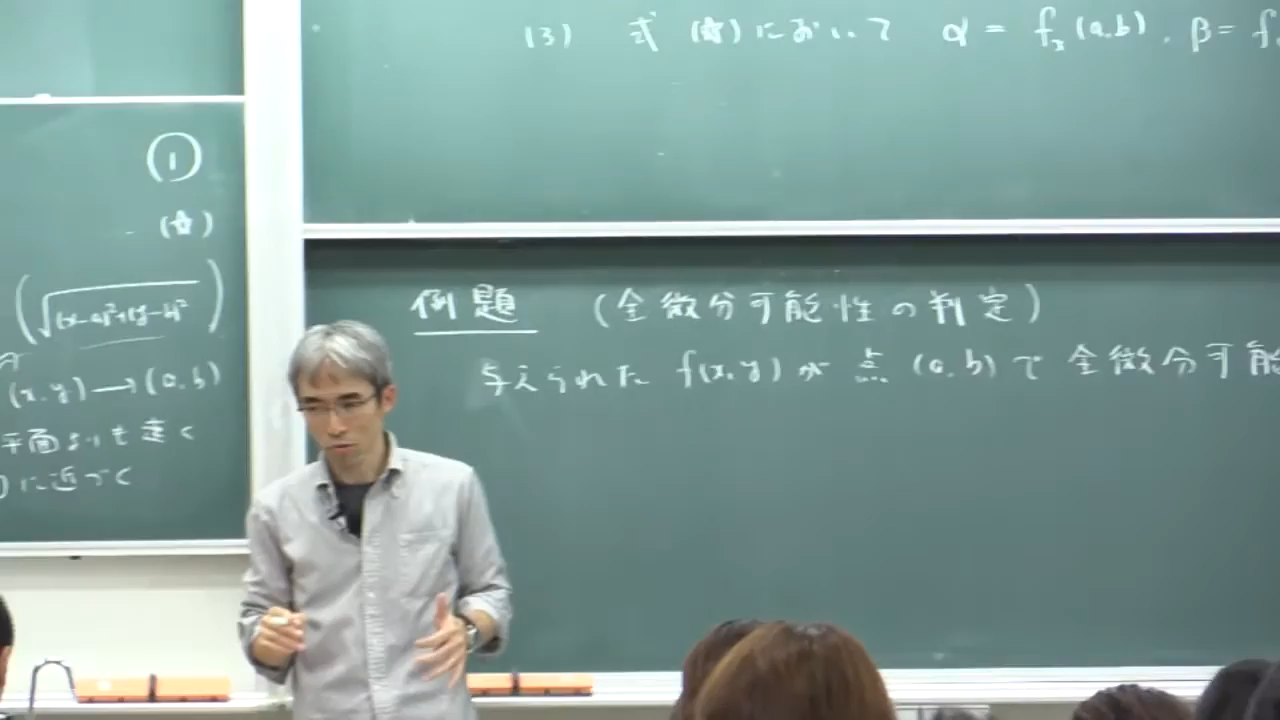 ①
(☆)
(√(x-a)²+(y-b)²)
(x, y) → (a, b)
平面よりも速く
に近づく
(3) 式 (☆) において α = f_x(a,b), β = f
例題 (全微分可能性の判定)
与えられた f(x,y) が 点 (a,b) で 全微分可能